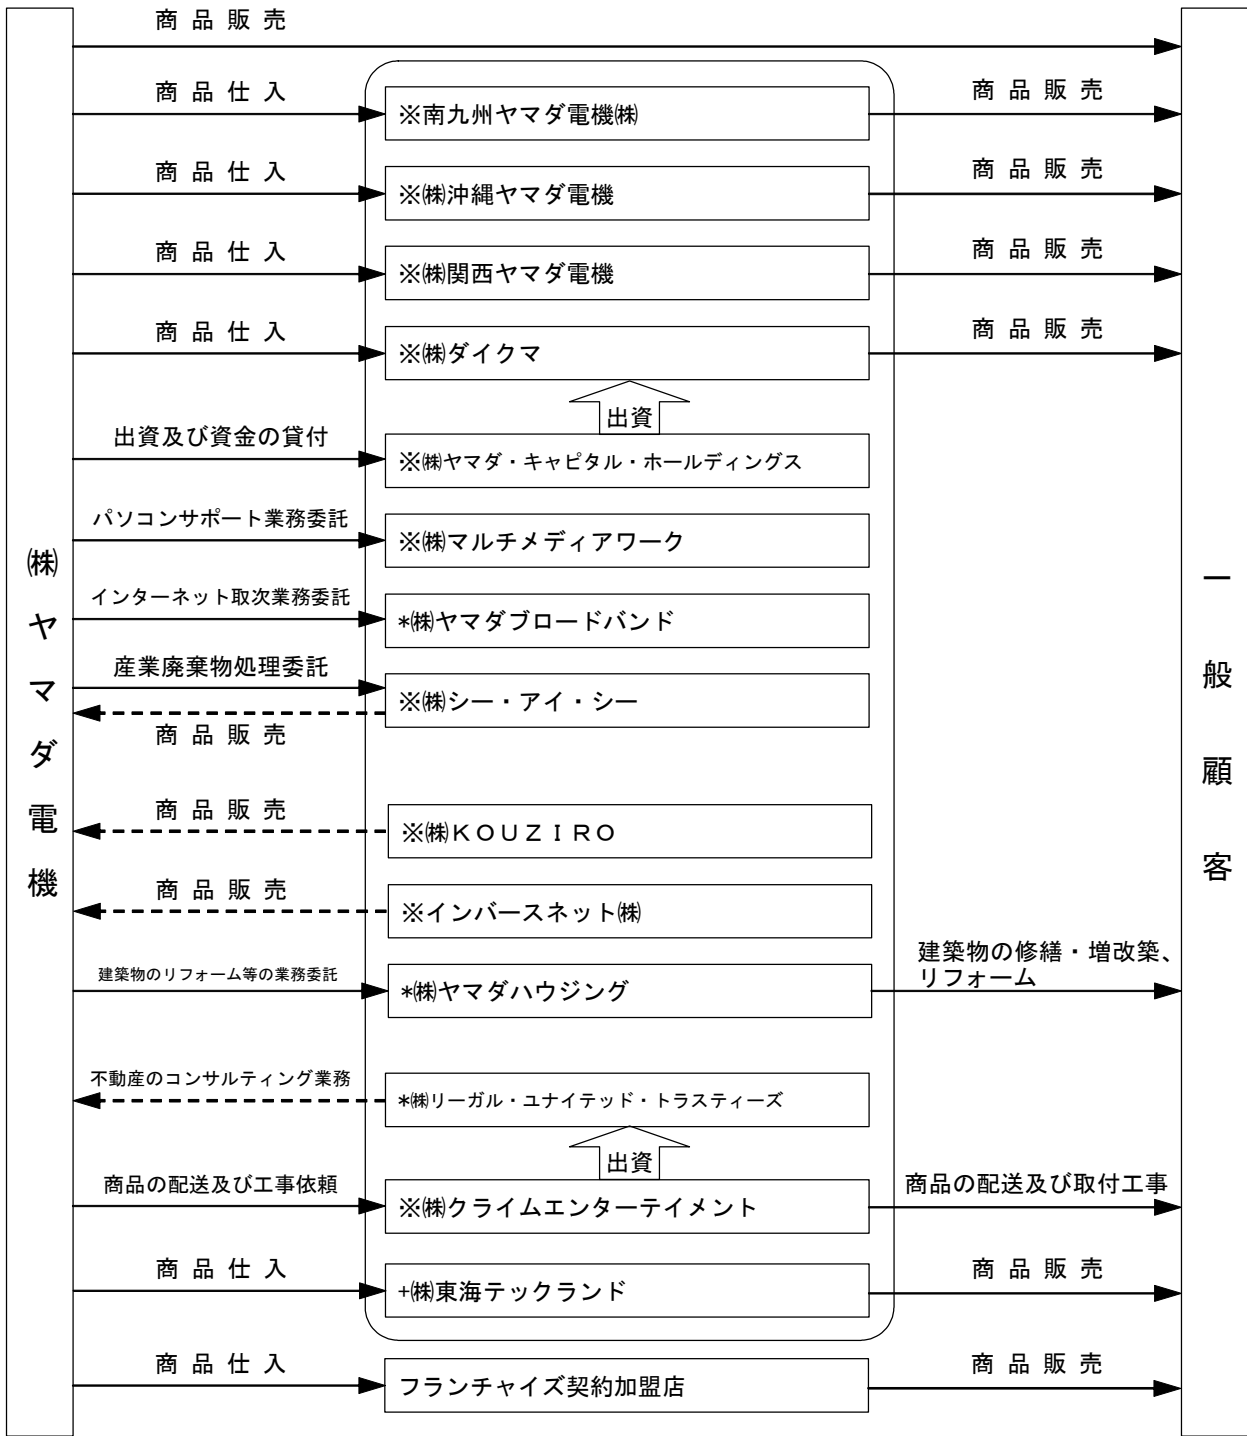 商品販売
商品仕入
※南九州ヤマダ電機㈱
商品販売
商品仕入
※㈱沖縄ヤマダ電機
商品販売
商品仕入
※㈱関西ヤマダ電機
商品販売
商品仕入
※㈱ダイクマ
商品販売
出資
出資及び資金の貸付
※㈱ヤマダ・キャピタル・ホールディングス
パソコンサポート業務委託
※㈱マルチメディアワーク
インターネット取次業務委託
*㈱ヤマダブロードバンド
産業廃棄物処理委託
※㈱シー・アイ・シー
商品販売
商品販売
※㈱ＫＯＵＺＩＲＯ
商品販売
※インバースネット㈱
建築物のリフォーム等の業務委託
*㈱ヤマダハウジング
建築物の修繕・増改築、
リフォーム
不動産のコンサルティング業務
*㈱リーガル・ユナイテッド・トラスティーズ
出資
商品の配送及び工事依頼
※㈱クライムエンターテイメント
商品の配送及び取付工事
商品仕入
+㈱東海テックランド
商品販売
商品仕入
フランチャイズ契約加盟店
商品販売
㈱ヤマダ電機
一般顧客